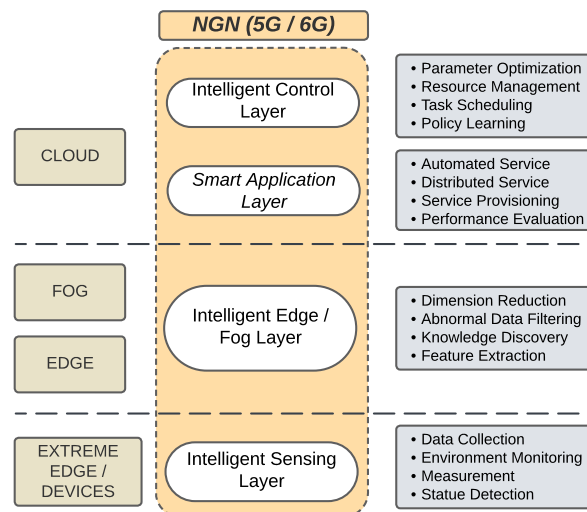 NGN (5G / 6G)
CLOUD
Intelligent Control
Layer
• Parameter Optimization
• Resource Management
• Task Scheduling
• Policy Learning
Smart Application
Layer
• Automated Service
• Distributed Service
• Service Provisioning
• Performance Evaluation
FOG
EDGE
Intelligent Edge /
Fog Layer
• Dimension Reduction
• Abnormal Data Filtering
• Knowledge Discovery
• Feature Extraction
EXTREME
EDGE /
DEVICES
Intelligent Sensing
Layer
• Data Collection
• Environment Monitoring
• Measurement
• Statue Detection